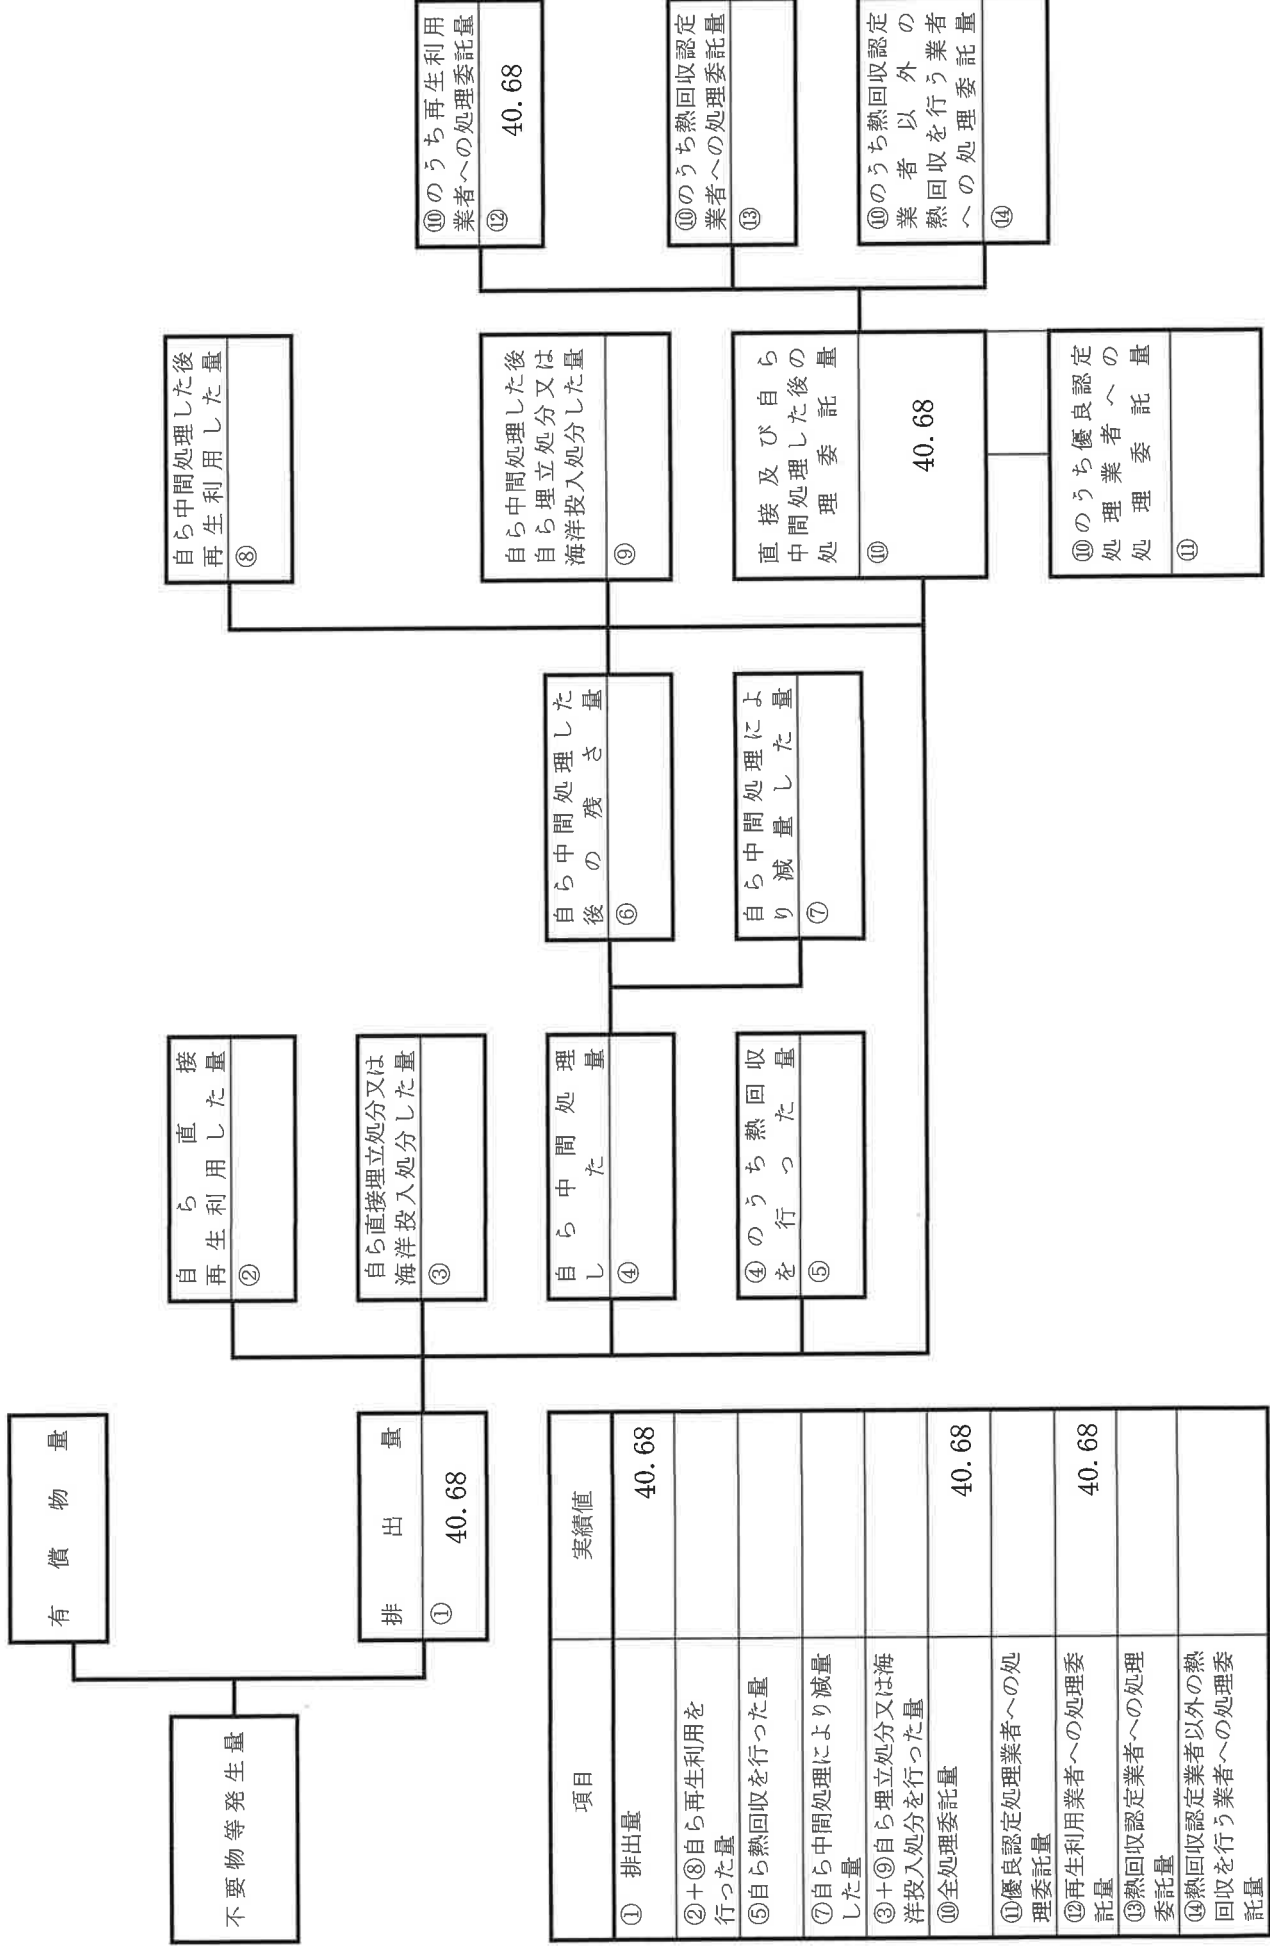 不要物等発生量
有償物量
排出量
①
40.68
自ら直接
再生利用した量
②
自ら直接埋立処分又は
海洋投入処分した量
③
自ら中間処理
した量
④
④のうち熱回収
を行った量
⑤
自ら中間処理した
後の残さ量
⑥
自ら中間処理によ
り減量した量
⑦
自ら中間処理した後
再生利用した量
⑧
自ら中間処理した後
自ら埋立処分又は
海洋投入処分した量
⑨
直接及び自ら
中間処理した後の
処理委託量
⑩
40.68
⑩のうち優良認定
処理業者への
処理委託量
⑪
⑩のうち再生利用
業者への処理委託量
⑫
40.68
⑩のうち熱回収認定
業者への処理委託量
⑬
⑩のうち熱回収認定
業者以外の
熱回収を行う業者
への処理委託量
⑭
項目 実績値
① 排出量 40.68
②+⑧自ら再生利用を
行った量
⑤自ら熱回収を行った量
⑦自ら中間処理により減量
した量
③+⑨自ら埋立処分又は海
洋投入処分を行った量
⑩全処理委託量 40.68
⑪優良認定処理業者への処
理委託量
⑫再生利用業者への処理委
託量 40.68
⑬熱回収認定業者への処理
委託量
⑭熱回収認定業者以外の熱
回収を行う業者への処理委
託量